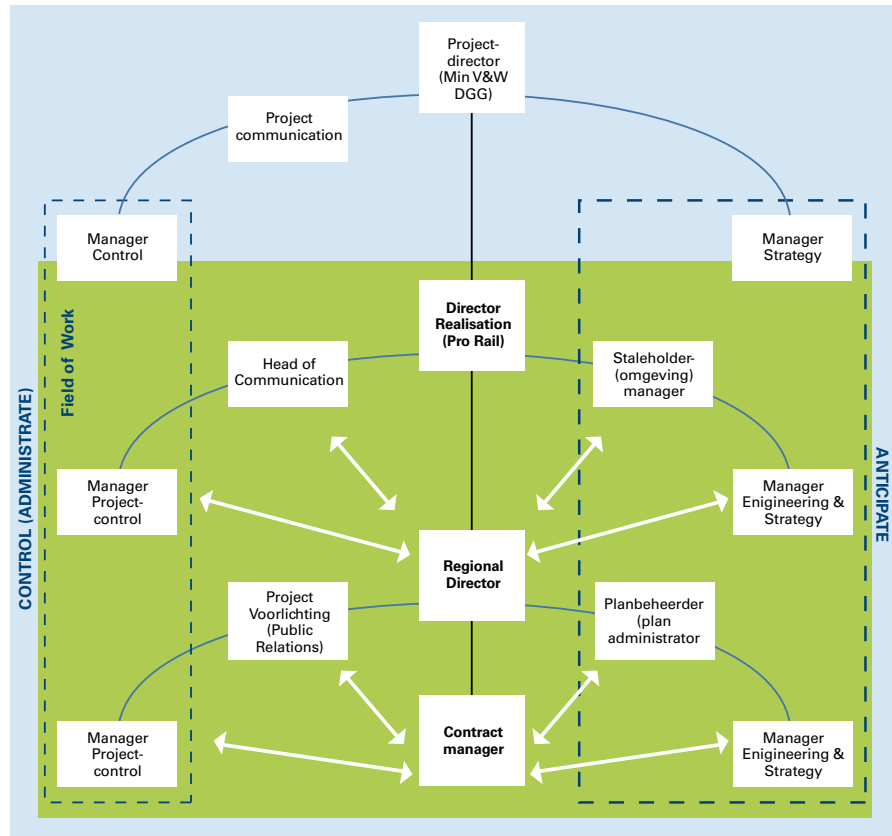 Project-
director
(Min V&W
DGG)
Project
communication
Manager
Control
Manager
Strategy
Director
Realisation
(Pro Rail)
Head of
Communication
Staleholder-
(omgeving)
manager
Field of Work
CONTROL (ADMINISTRATE)
ANTICIPATE
Manager
Project-
control
Manager
Enigineering &
Strategy
Regional
Director
Project
Voorlichting
(Public
Relations)
Planbeheerder
(plan
administrator
Contract
manager
Manager
Project-
control
Manager
Enigineering &
Strategy